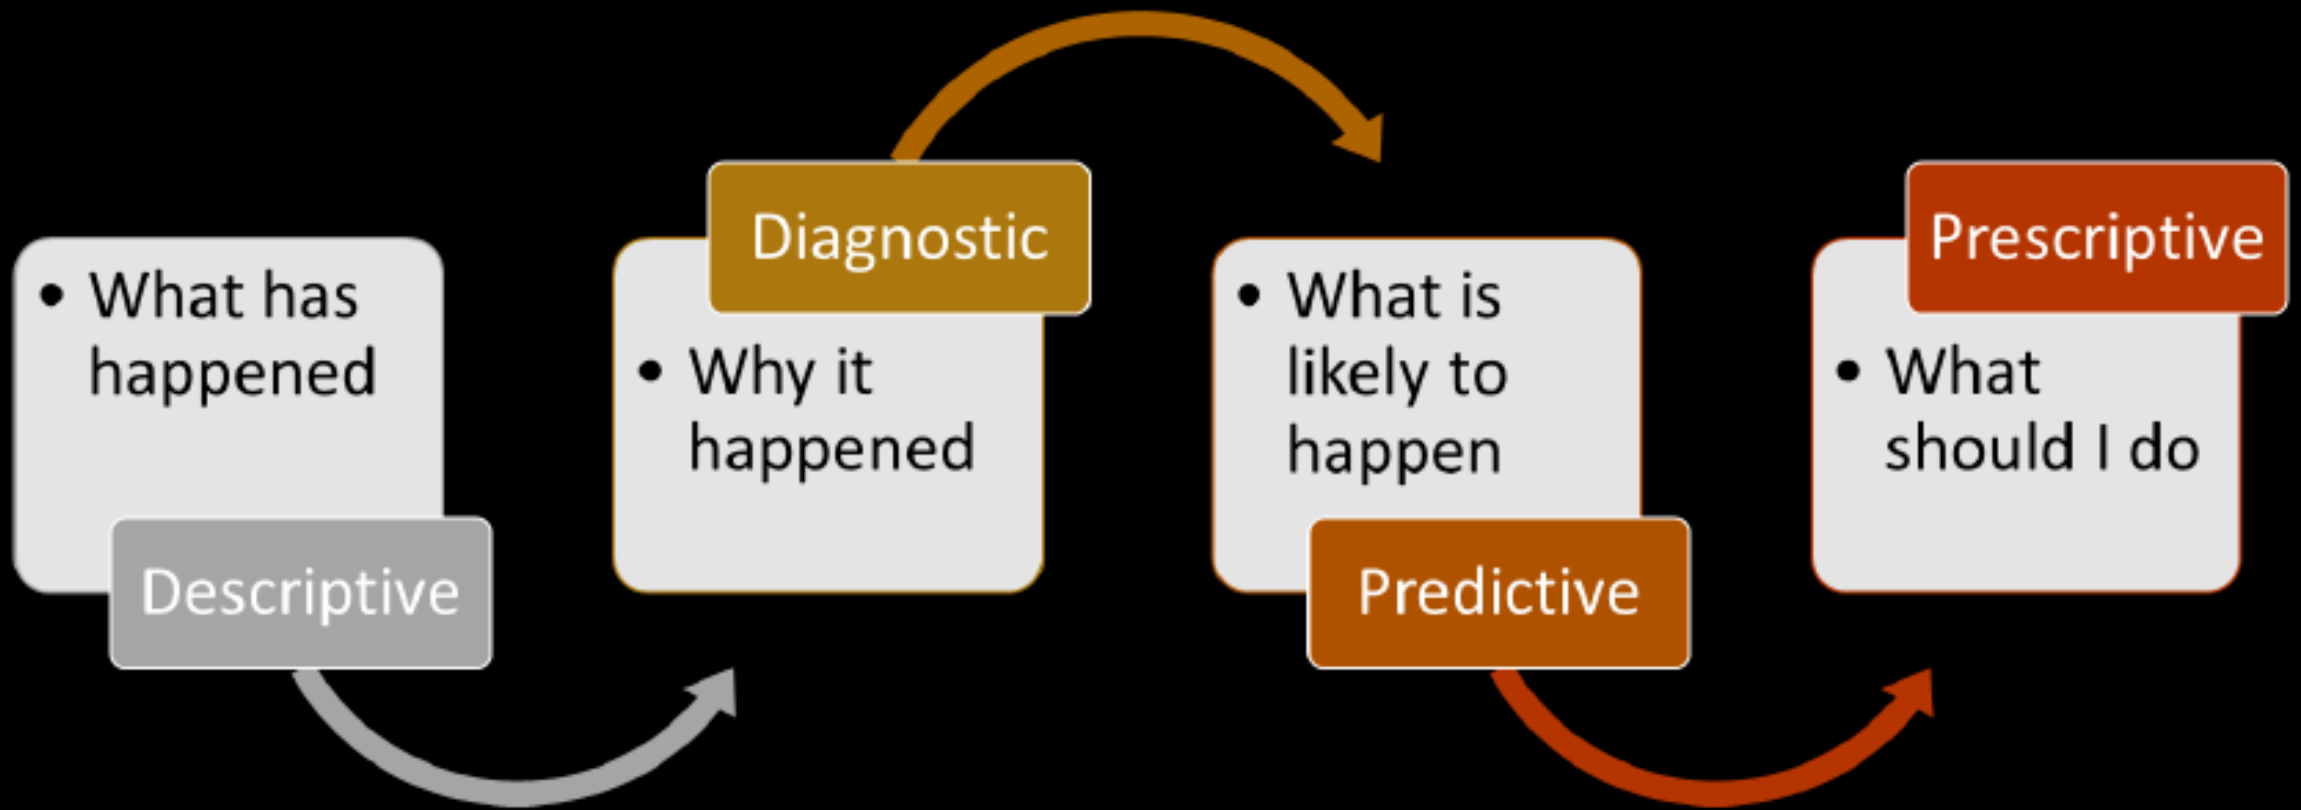 • What has
happened
Descriptive
Diagnostic
• Why it
happened
• What is
likely to
happen
Predictive
Prescriptive
• What
should I do